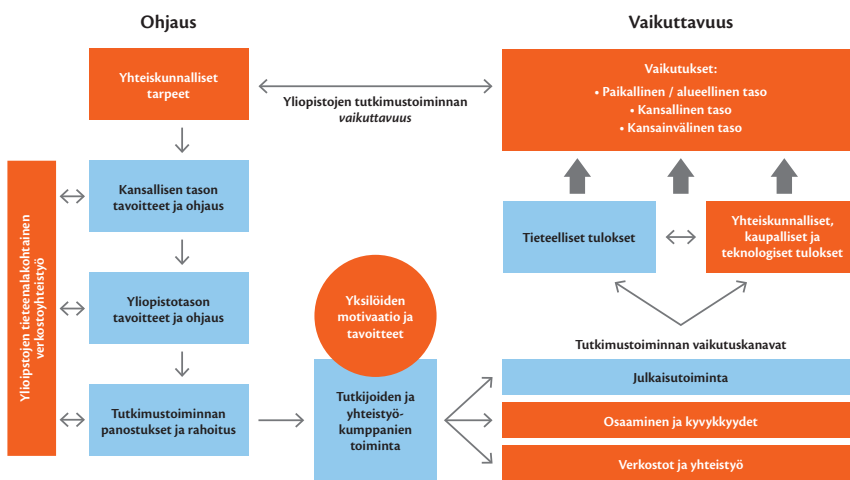 Ohjaus
Vaikuttavuus
Yhteiskunnalliset
tarpeet
Yliopistojen tutkimustoiminnan
vaikuttavuus
Vaikutukset:
• Paikallinen / alueellinen taso
• Kansallinen taso
• Kansainvälinen taso
Ylioipstojen tieteenalakohtainen
verkostoyhteistyö
Kansallisen tason
tavoitteet ja ohjaus
Yliopistotason
tavoitteet ja ohjaus
Tutkimustoiminnan
panostukset ja rahoitus
Yksilöiden
motivaatio ja
tavoitteet
Tutkijoiden ja
yhteistyö-
kumppanien
toiminta
Tieteelliset tulokset
Yhteiskunnalliset,
kaupalliset ja
teknologiset tulokset
Tutkimustoiminnan vaikutuskanavat
Julkaisutoiminta
Osaaminen ja kyvykkyydet
Verkostot ja yhteistyö